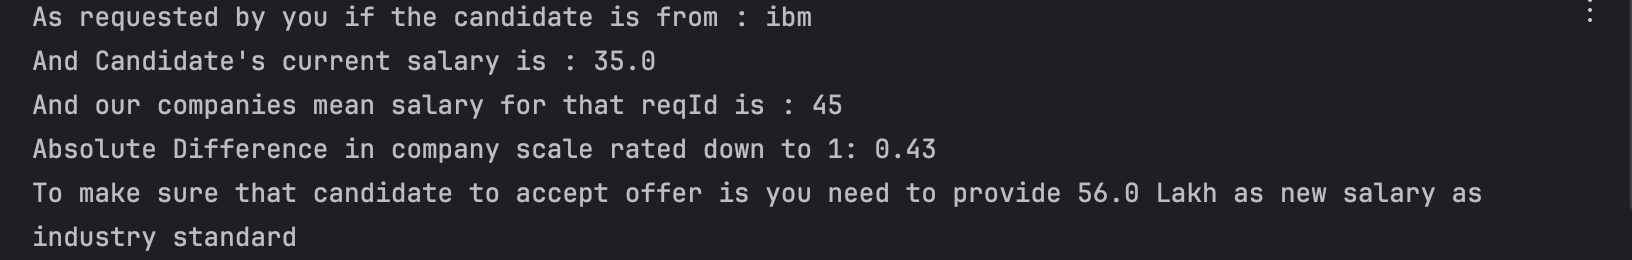 As requested by you if the candidate is from : ibm
And Candidate's current salary is : 35.0
And our companies mean salary for that reqId is : 45
Absolute Difference in company scale rated down to 1: 0.43
To make sure that candidate to accept offer is you need to provide 56.0 Lakh as new salary as
industry standard